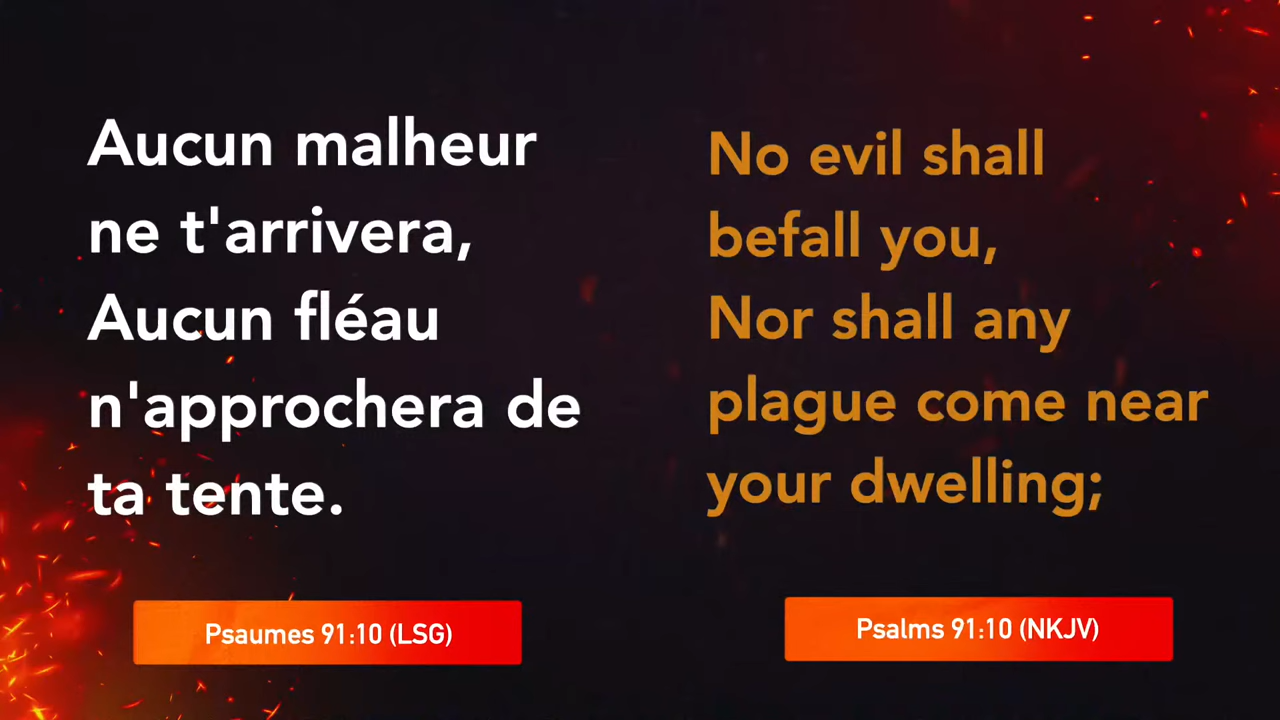 Aucun malheur
ne t'arrivera,
Aucun fléau
n'approchera de
ta tente.
Psaumes 91:10 (LSG)
No evil shall
befall you,
Nor shall any
plague come near
your dwelling;
Psalms 91:10 (NKJV)